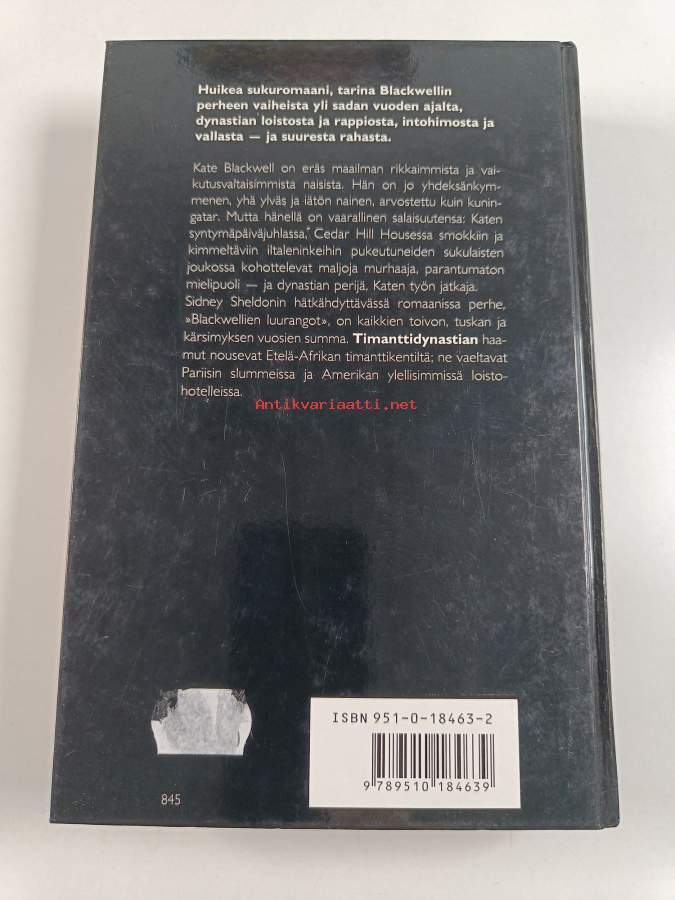 Huikea sukuromaani, tarina Blackwellin
perheen vaiheista yli sadan vuoden ajalta,
dynastian loistosta ja rappiosta, intohimosta ja
vallasta — ja suuresta rahasta.
Kate Blackwell on eräs maailman rikkaimmista ja vai-
kutusvaltaisimmista naisista. Hän on jo yhdeksänkym-
menen, yhä ylväs ja iätön nainen, arvostettu kuin kunin-
gatar. Mutta hänellä on vaarallinen salaisuutensa: Katen
syntymäpäiväjuhlassa, Cedar Hill Housessa smokkiin ja
kimmeltäviin iltaleninkeihin pukeutuneiden sukulaisten
joukossa kohottelevat maljoja murhaaja, parantumaton
mielipuoli — ja dynastian perijä, Katen työn jatkaja.
Sidney Sheldonin hätkähdyttävässä romaanissa perhe,
»Blackwellien luurangot», on kaikkien toivon, tuskan ja
kärsimyksen vuosien summa. Timanttidynastian haa-
mut nousevat Etelä-Afrikan timanttikentiltä; ne vaeltavat
Pariisin slummeissa ja Amerikan ylellisimmissä loisto-
hotelleissa.
Antikvariaatti.net
ISBN 951-0-18463-2
9 789510 184639
845